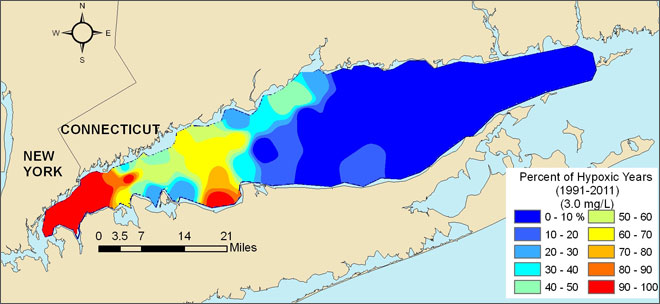 N
W E
S
CONNECTICUT
NEW
YORK
0 3.5 7 14 21
Miles
Percent of Hypoxic Years
(1991-2011)
(3.0 mg/L)
0 - 10 % 50 - 60
10 - 20 60 - 70
20 - 30 70 - 80
30 - 40 80 - 90
40 - 50 90 - 100